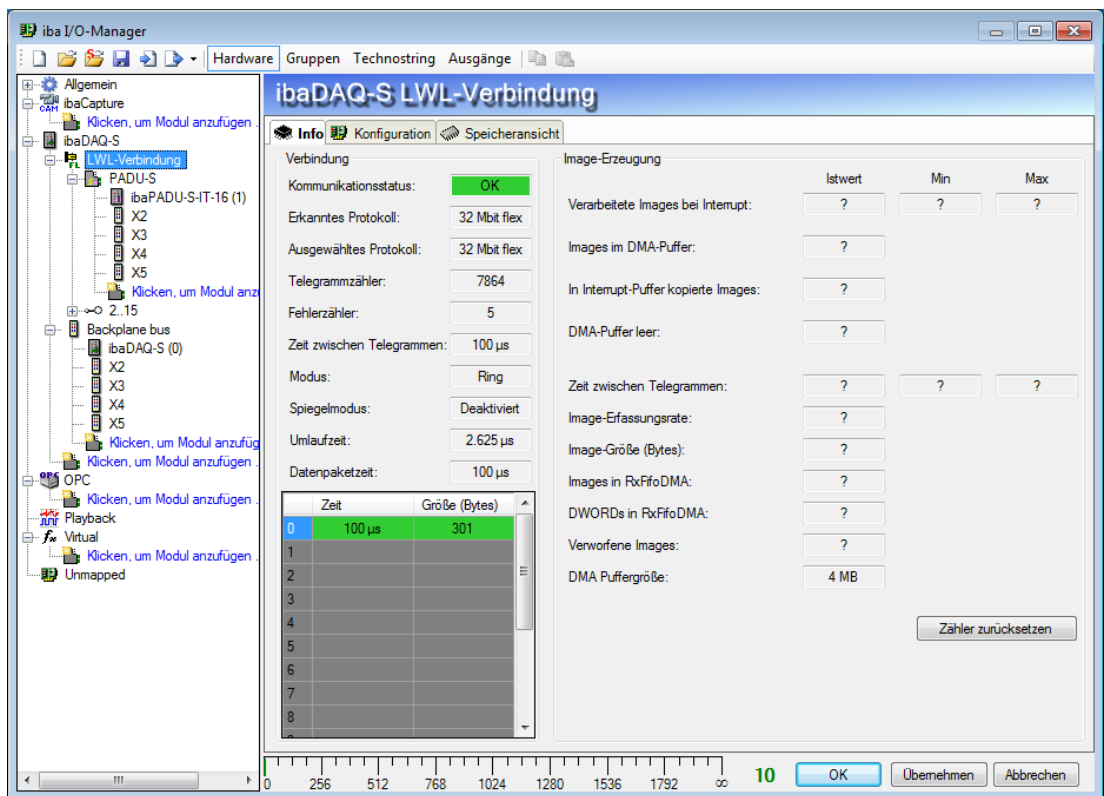 iba I/O-Manager
Hardware Gruppen Technostring Ausgänge
Allgemein
CAM ibaCapture
Klicken, um Modul anzufügen .
ibaDAQ-S
FL LWL-Verbindung
PADU-S
ibaPADU-S-IT-16 (1)
X2
X3
X4
X5
Klicken, um Modul anzu
2..15
Backplane bus
ibaDAQ-S (0)
X2
X3
X4
X5
Klicken, um Modul anzufüg
Klicken, um Modul anzufügen .
OPC OPC
Klicken, um Modul anzufügen .
Playback
fx Virtual
Klicken, um Modul anzufügen .
Unmapped
ibaDAQ-S LWL-Verbindung
Info Konfiguration Speicheransicht
Verbindung
Kommunikationsstatus: OK
Erkanntes Protokoll: 32 Mbit flex
Ausgewähltes Protokoll: 32 Mbit flex
Telegrammzähler: 7864
Fehlerzähler: 5
Zeit zwischen Telegrammen: 100 µs
Modus: Ring
Spiegelmodus: Deaktiviert
Umlaufzeit: 2.625 µs
Datenpaketzeit: 100 µs
Zeit Größe (Bytes)
0 100 µs 301
1
2
3
4
5
6
7
8
Image-Erzeugung
Istwert Min Max
Verarbeitete Images bei Interrupt: ? ? ?
Images im DMA-Puffer: ?
In Interrupt-Puffer kopierte Images: ?
DMA-Puffer leer: ?
Zeit zwischen Telegrammen: ? ? ?
Image-Erfassungsrate: ?
Image-Größe (Bytes): ?
Images in RxFifoDMA: ?
DWORDs in RxFifoDMA: ?
Verworfene Images: ?
DMA Puffergröße: 4 MB
Zähler zurücksetzen
0 256 512 768 1024 1280 1536 1792 ∞
10
OK Übernehmen Abbrechen